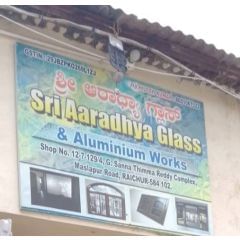 ಶ್ರೀ ಆರಾಧ್ಯಾ ಗ್ಲಾಸ್
Sri Aaradhya Glass
& Aluminium Works
Shop No. 12-7-129/4, G. Sanna Thimma Reddy Complex,
Maslapur Road, RAICHUR-584 102.